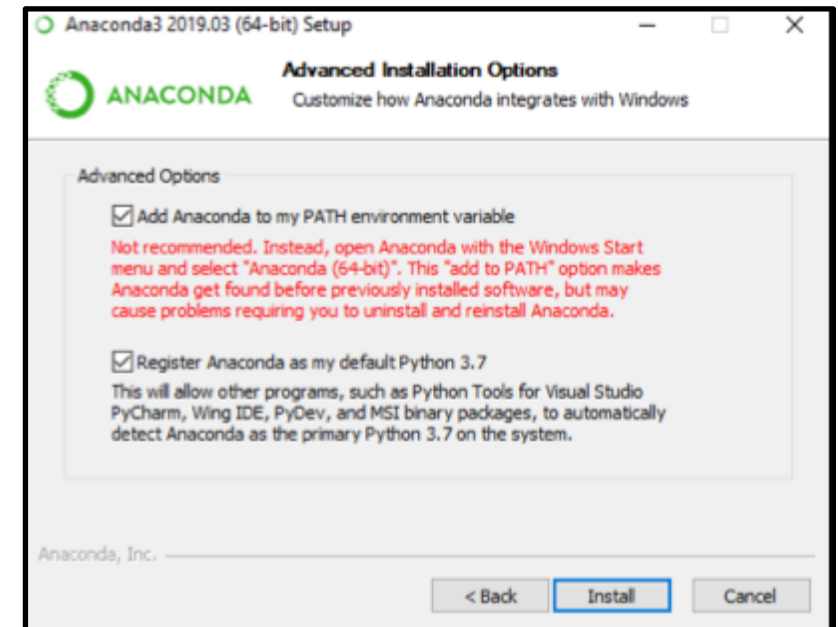 Anaconda3 2019.03 (64-bit) Setup
ANACONDA
Advanced Installation Options
Customize how Anaconda integrates with Windows
Advanced Options
Add Anaconda to my PATH environment variable
Not recommended. Instead, open Anaconda with the Windows Start
menu and select "Anaconda (64-bit)". This "add to PATH" option makes
Anaconda get found before previously installed software, but may
cause problems requiring you to uninstall and reinstall Anaconda.
Register Anaconda as my default Python 3.7
This will allow other programs, such as Python Tools for Visual Studio
PyCharm, Wing IDE, PyDev, and MSI binary packages, to automatically
detect Anaconda as the primary Python 3.7 on the system.
Anaconda, Inc.
< Back
Install
Cancel